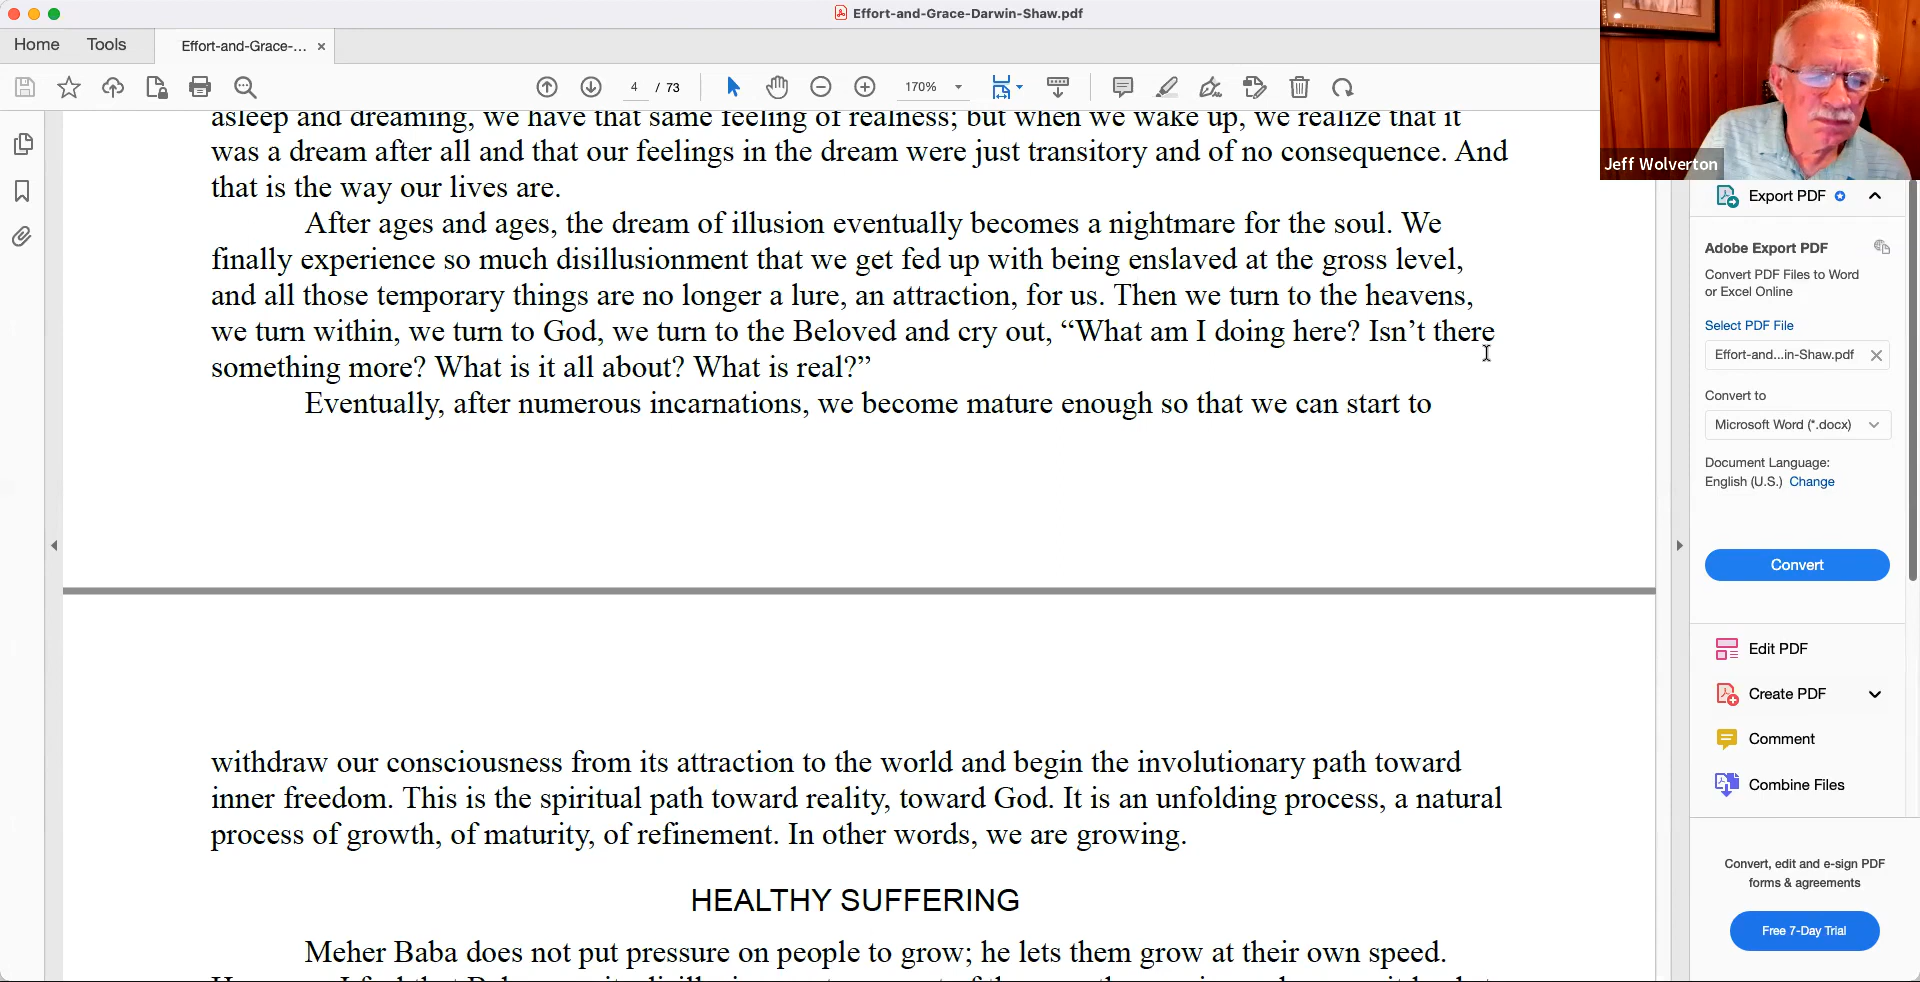 Effort-and-Grace-Darwin-Shaw.pdf
Home Tools Effort-and-Grace-... ×
4 / 73 170%
Jeff Wolverton
asleep and dreaming, we have that same feeling of realness; but when we wake up, we realize that it
was a dream after all and that our feelings in the dream were just transitory and of no consequence. And
that is the way our lives are.
After ages and ages, the dream of illusion eventually becomes a nightmare for the soul. We
finally experience so much disillusionment that we get fed up with being enslaved at the gross level,
and all those temporary things are no longer a lure, an attraction, for us. Then we turn to the heavens,
we turn within, we turn to God, we turn to the Beloved and cry out, “What am I doing here? Isn’t there
something more? What is it all about? What is real?”
Eventually, after numerous incarnations, we become mature enough so that we can start to
withdraw our consciousness from its attraction to the world and begin the involutionary path toward
inner freedom. This is the spiritual path toward reality, toward God. It is an unfolding process, a natural
process of growth, of maturity, of refinement. In other words, we are growing.
HEALTHY SUFFERING
Meher Baba does not put pressure on people to grow; he lets them grow at their own speed.
Export PDF
Adobe Export PDF
Convert PDF Files to Word
or Excel Online
Select PDF File
Effort-and...in-Shaw.pdf
Convert to
Microsoft Word (*.docx)
Document Language:
English (U.S.) Change
Convert
Edit PDF
Create PDF
Comment
Combine Files
Convert, edit and e-sign PDF
forms & agreements
Free 7-Day Trial